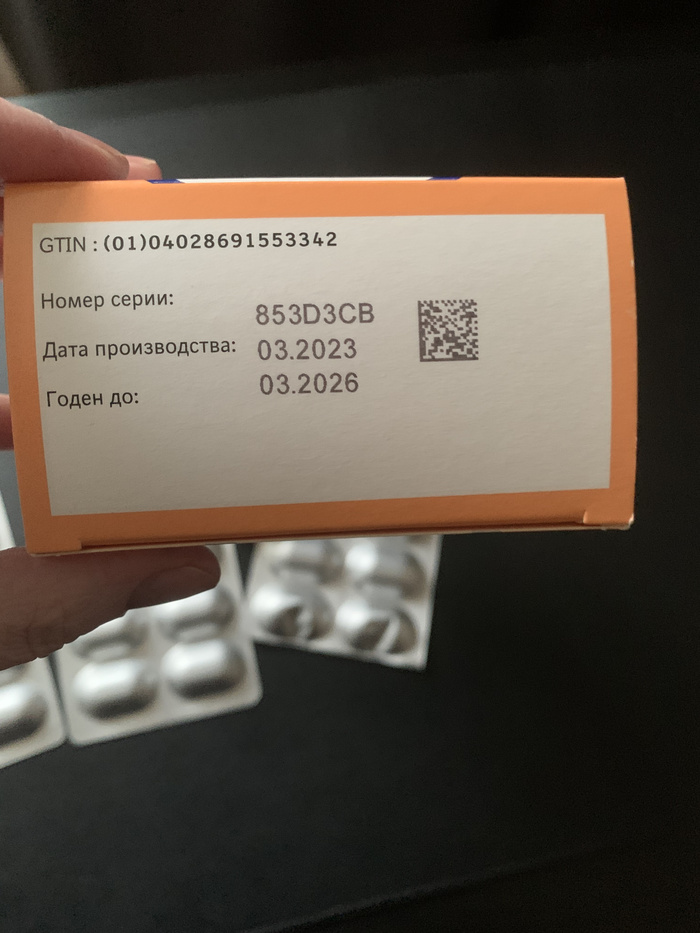 GTIN : (01)04028691553342
Номер серии: 853D3CB
Дата производства: 03.2023
Годен до: 03.2026